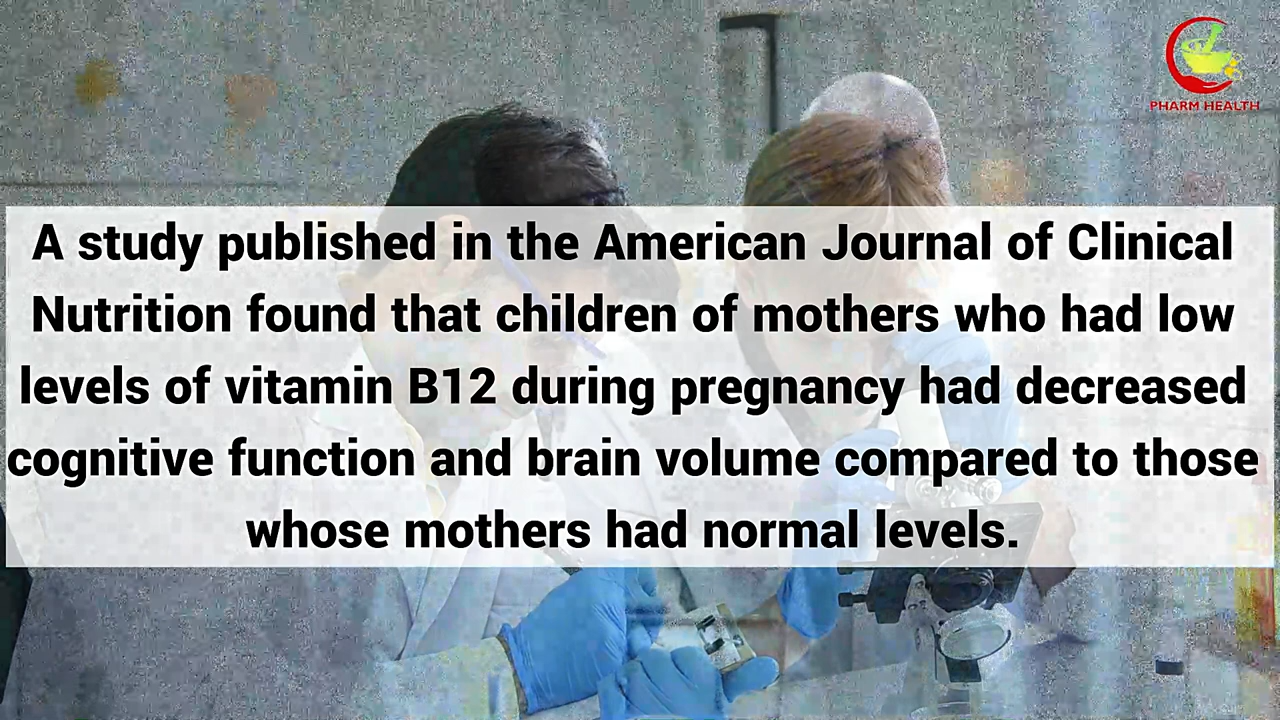 PHARM HEALTH
A study published in the American Journal of Clinical
Nutrition found that children of mothers who had low
levels of vitamin B12 during pregnancy had decreased
cognitive function and brain volume compared to those
whose mothers had normal levels.